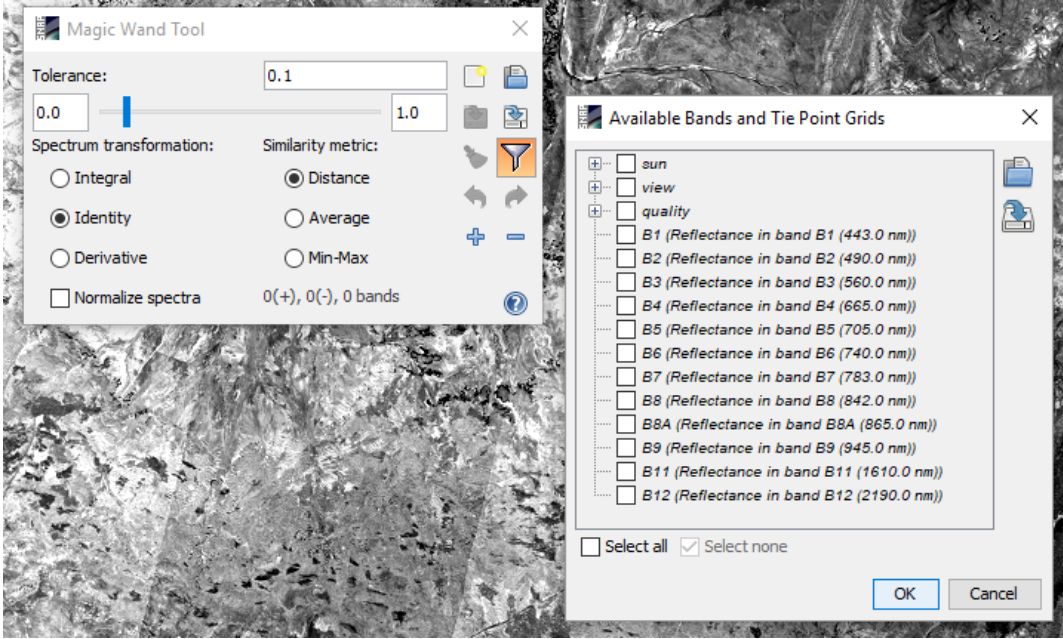 Magic Wand Tool
Tolerance:
0.1
0.0
1.0
Spectrum transformation:
Similarity metric:
Integral
Distance
Identity
Average
Derivative
Min-Max
Normalize spectra
0(+), 0(-), 0 bands
Available Bands and Tie Point Grids
sun
view
quality
B1 (Reflectance in band B1 (443.0 nm))
B2 (Reflectance in band B2 (490.0 nm))
B3 (Reflectance in band B3 (560.0 nm))
B4 (Reflectance in band B4 (665.0 nm))
B5 (Reflectance in band B5 (705.0 nm))
B6 (Reflectance in band B6 (740.0 nm))
B7 (Reflectance in band B7 (783.0 nm))
B8 (Reflectance in band B8 (842.0 nm))
B8A (Reflectance in band B8A (865.0 nm))
B9 (Reflectance in band B9 (945.0 nm))
B11 (Reflectance in band B11 (1610.0 nm))
B12 (Reflectance in band B12 (2190.0 nm))
Select all
Select none
OK
Cancel